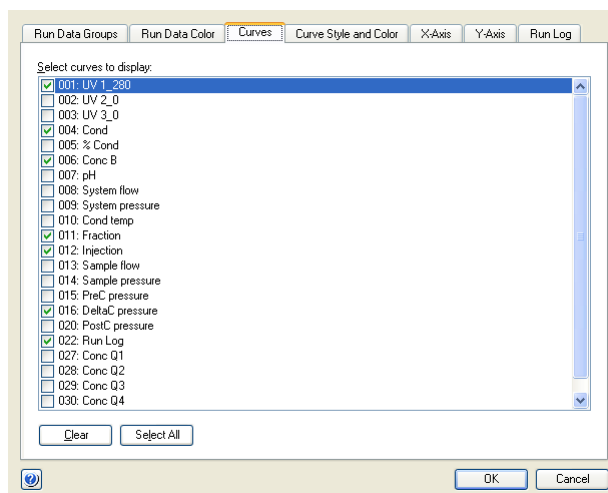 Run Data Groups Run Data Color Curves Curve Style and Color X-Axis Y-Axis Run Log
Select curves to display:
001: UV 1_280
002: UV 2_0
003: UV 3_0
004: Cond
005: % Cond
006: Conc B
007: pH
008: System flow
009: System pressure
010: Cond temp
011: Fraction
012: Injection
013: Sample flow
014: Sample pressure
015: PreC pressure
016: DeltaC pressure
020: PostC pressure
022: Run Log
027: Conc Q1
028: Conc Q2
029: Conc Q3
030: Conc Q4
Clear Select All
? OK Cancel